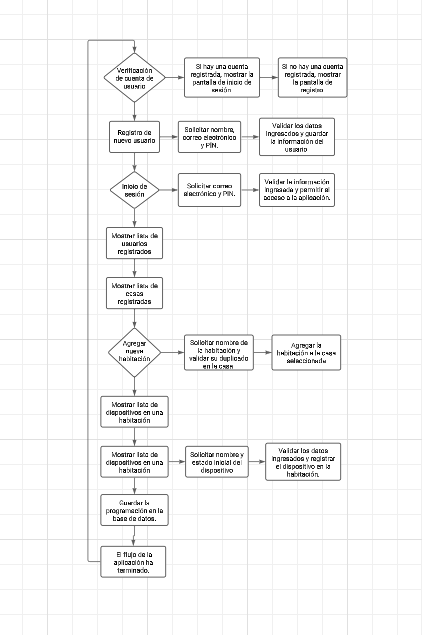 Verificación
de cuenta de
usuario
Si hay una cuenta
registrada, mostrar la
pantalla de inicio de
sesión
Si no hay una cuenta
registrada, mostrar
la pantalla de
registro
Registro de
nuevo usuario
Solicitar nombre,
correo electrónico
y PIN.
Validar los datos
ingresados y guardar
la información del
usuario
Inicio de
sesión
Solicitar correo
electrónico y PIN.
Validar la información
ingresada y permitir el
acceso a la aplicación.
Mostrar lista de
usuarios
registrados
Mostrar lista de
casas
registradas
Agregar
nueva
habitación
Solicitar nombre de
la habitación y
validar su duplicado
en la casa
Agregar la
habitación a la casa
seleccionada
Mostrar lista de
dispositivos en una
habitación
Mostrar lista de
dispositivos en una
habitación
Solicitar nombre y
estado inicial del
dispositivo
Validar los datos
ingresados y registrar
el dispositivo en la
habitación.
Guardar la
programación en la
base de datos.
El flujo de la
aplicación ha
terminado.